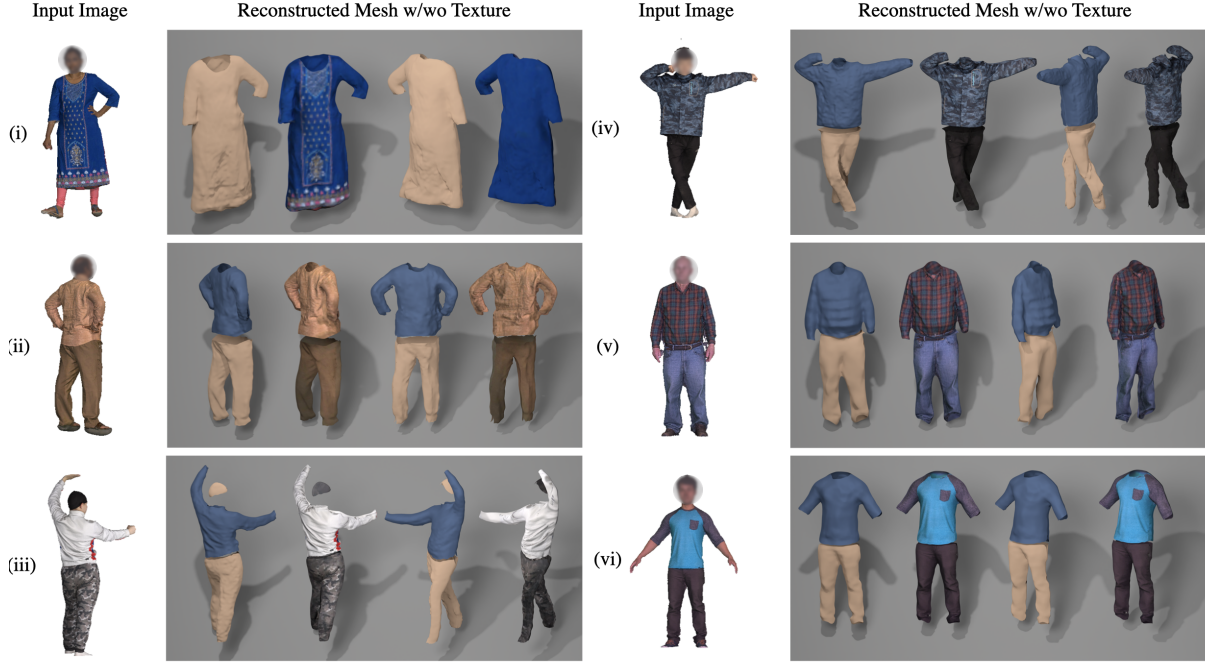 Input Image
Reconstructed Mesh w/wo Texture
Input Image
Reconstructed Mesh w/wo Texture
(i)
(iv)
(ii)
(v)
(iii)
(vi)